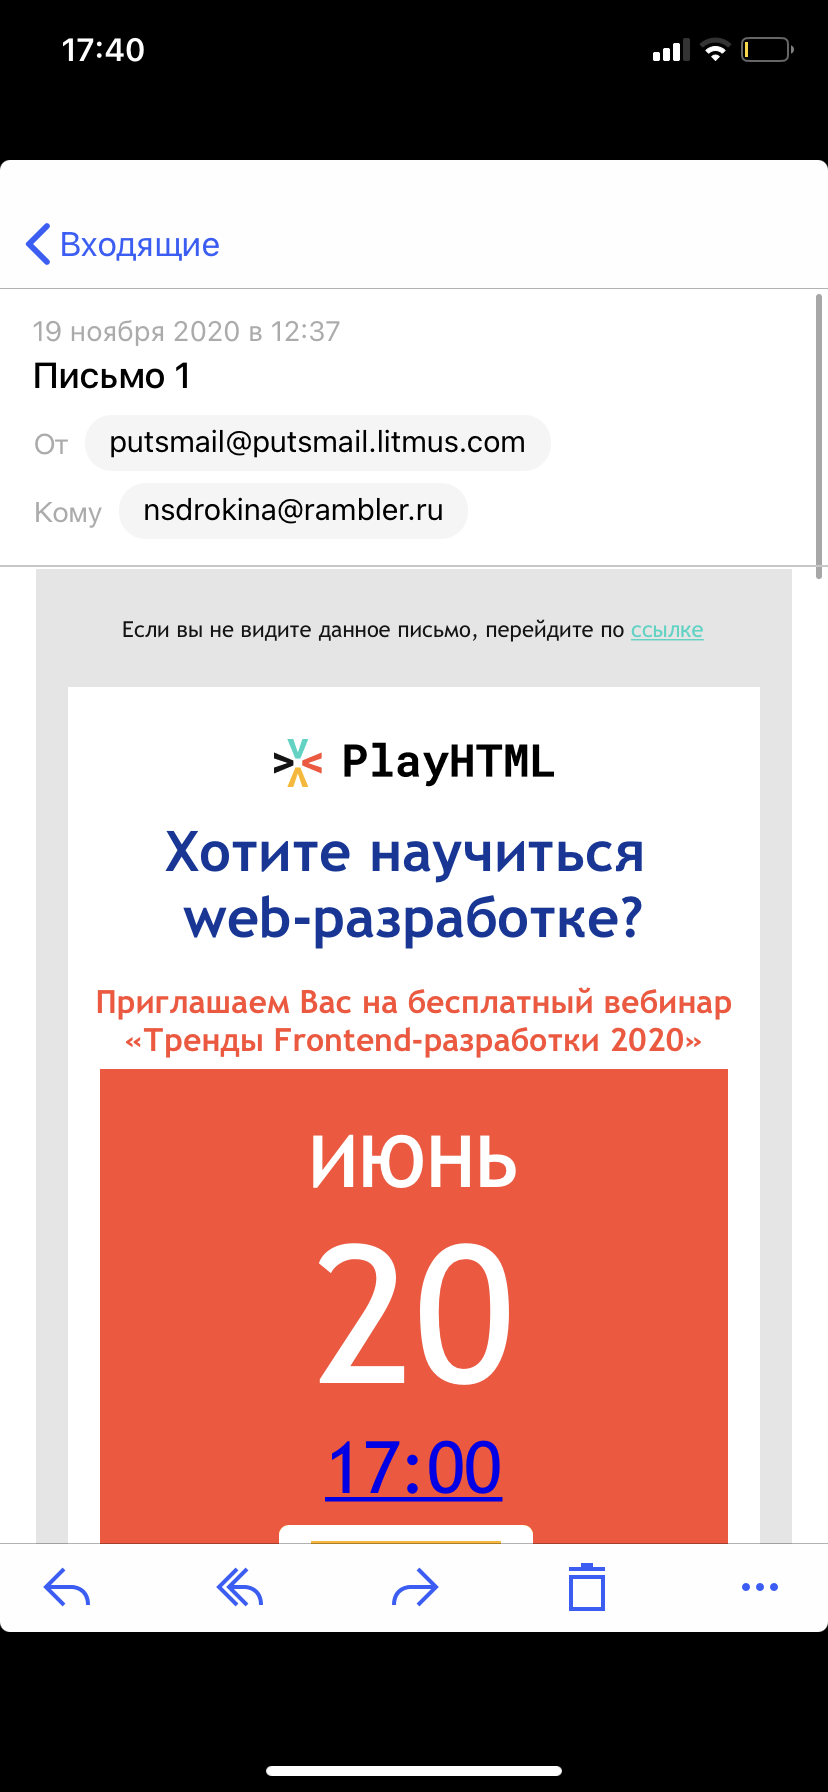 17:40
Входящие
19 ноября 2020 в 12:37
Письмо 1
От putsmail@putsmail.litmus.com
Кому nsdrokina@rambler.ru
Если вы не видите данное письмо, перейдите по ссылке
PlayHTML
Хотите научиться
web-разработке?
Приглашаем Вас на бесплатный вебинар
«Тренды Frontend-разработки 2020»
ИЮНЬ
20
17:00